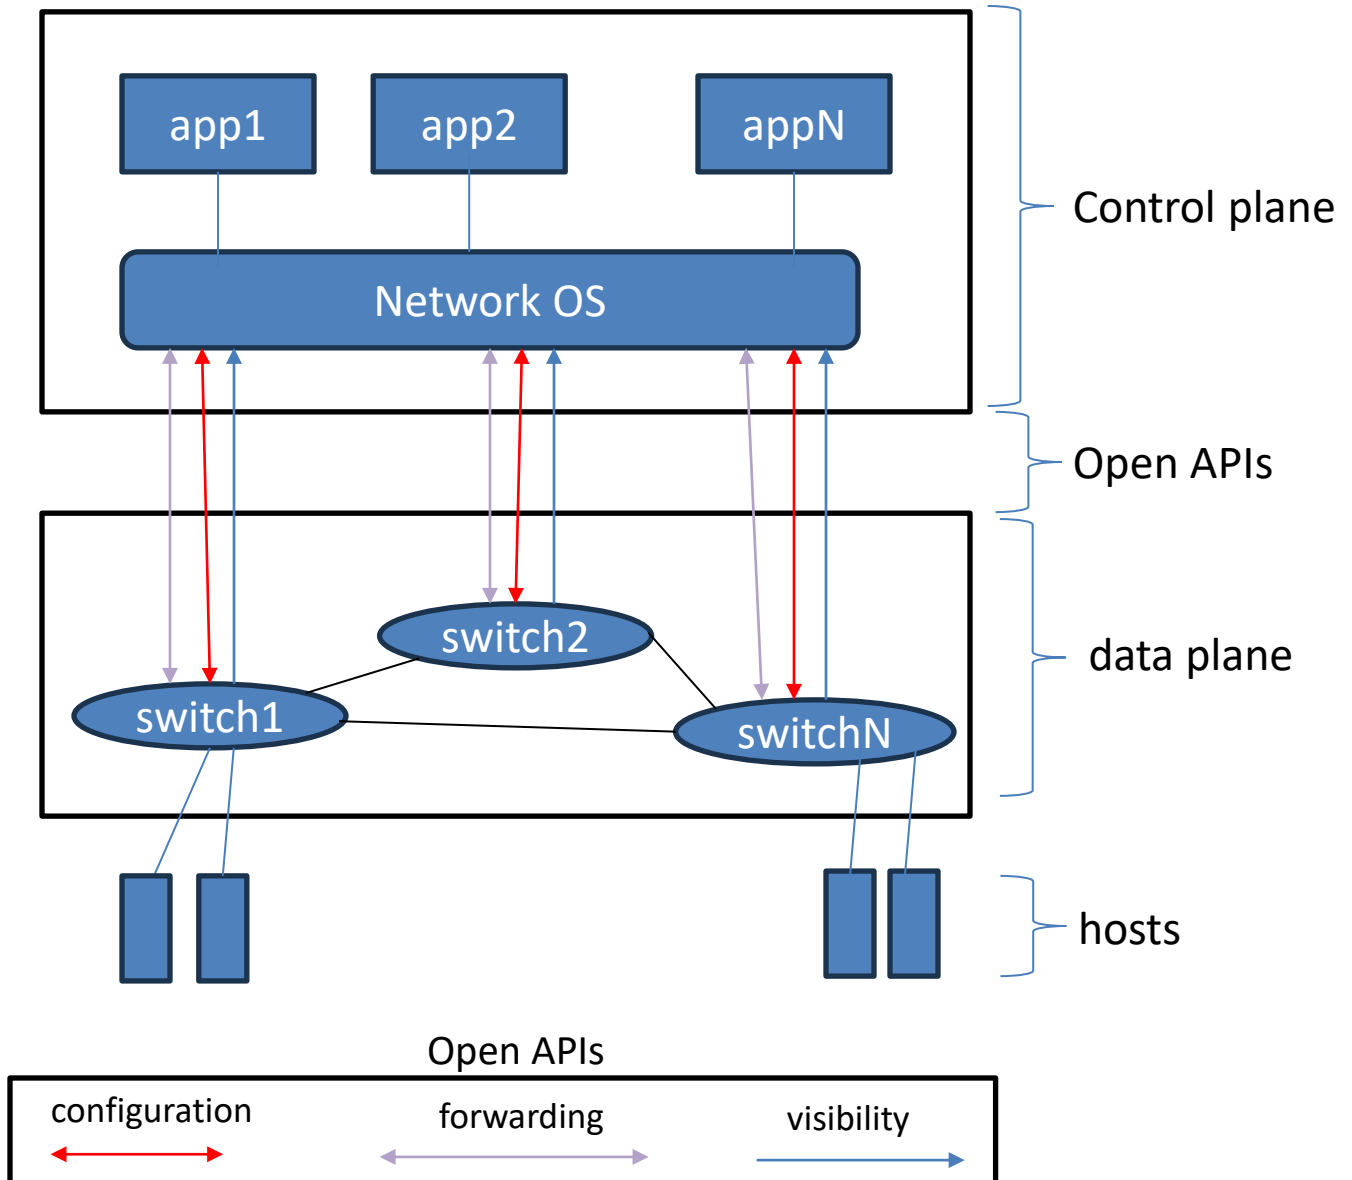 app1
app2
appN
Control plane
Network OS
Open APIs
switch2
data plane
switch1
switchN
hosts
Open APIs
configuration
forwarding
visibility